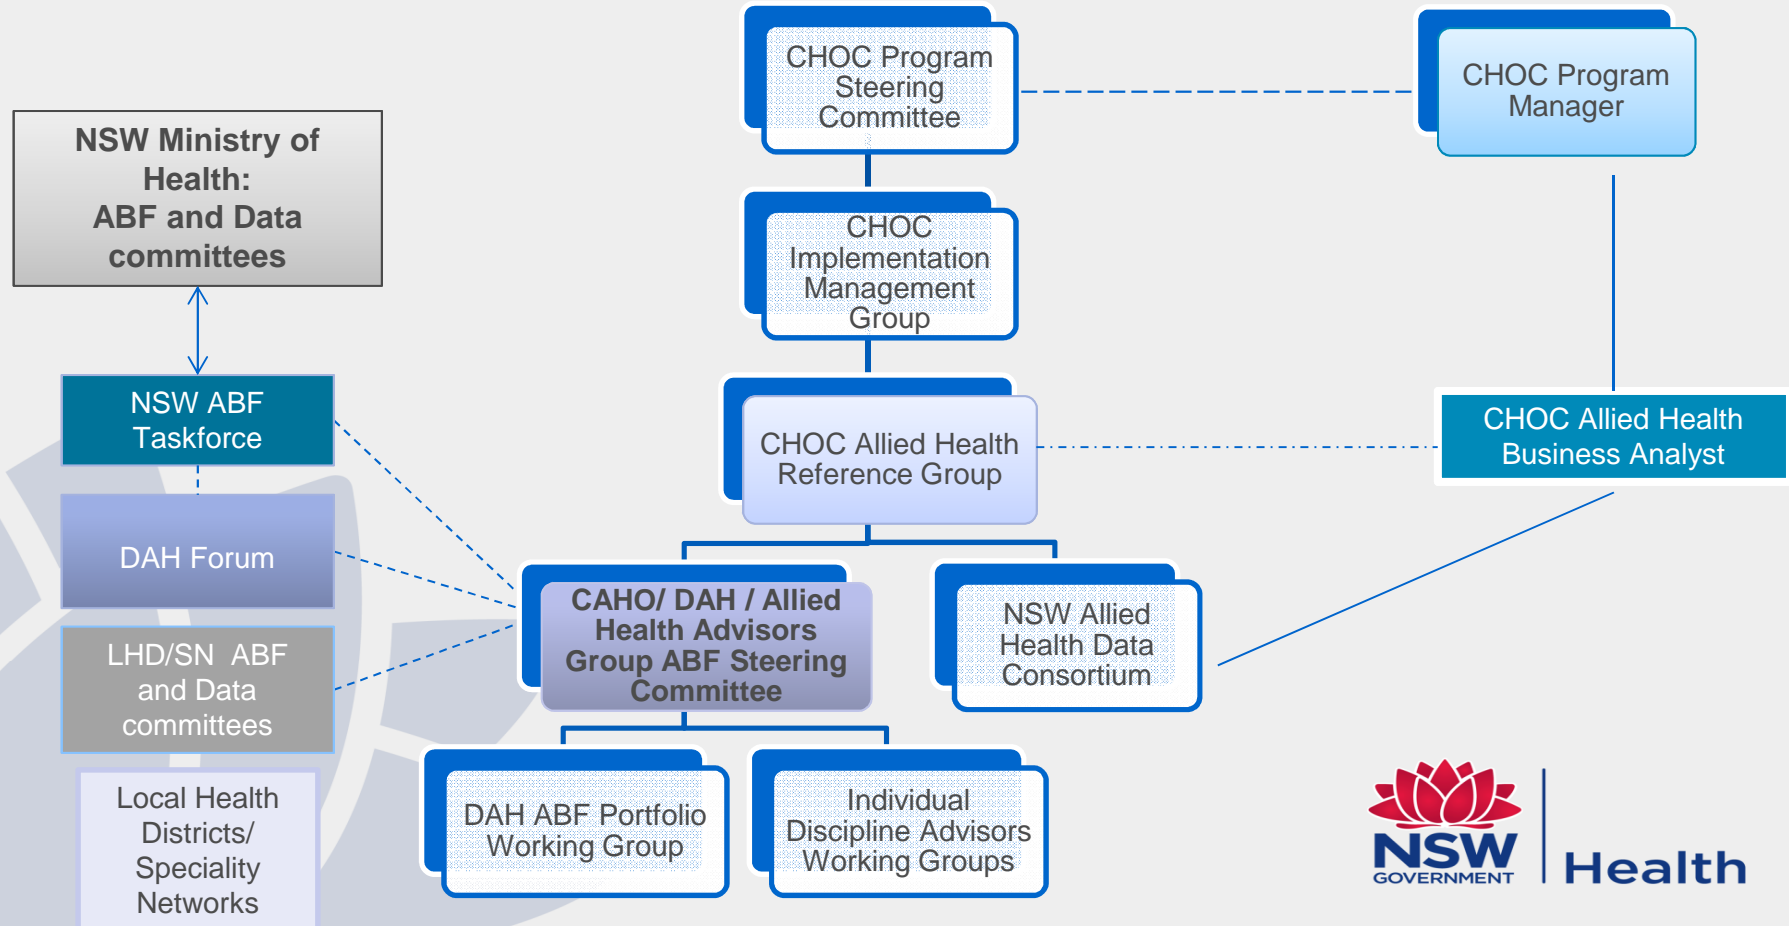 CHOC Program
Steering
Committee
CHOC Program
Manager
NSW Ministry of
Health:
ABF and Data
committees
CHOC
Implementation
Management
Group
NSW ABF
Taskforce
CHOC Allied Health
Reference Group
CHOC Allied Health
Business Analyst
DAH Forum
CAHO/ DAH / Allied
Health Advisors
Group ABF Steering
Committee
NSW Allied
Health Data
Consortium
LHD/SN ABF
and Data
committees
Local Health
Districts/
Speciality
Networks
DAH ABF Portfolio
Working Group
Individual
Discipline Advisors
Working Groups
NSW
GOVERNMENT
Health